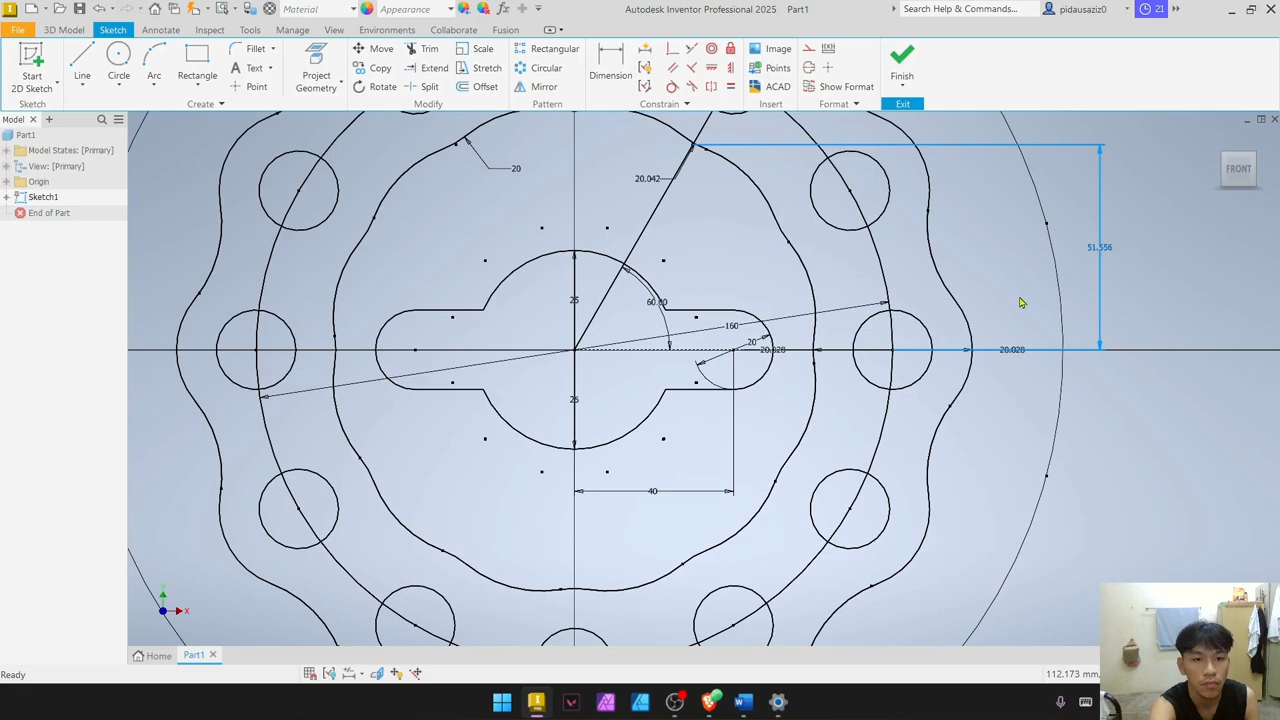 Material
Appearance
Autodesk Inventor Professional 2025 Part1
Search Help & Commands...
pidausaziz0
21
File
3D Model
Sketch
Annotate
Inspect
Tools
Manage
View
Environments
Collaborate
Fusion
Start
2D Sketch
Line
Circle
Arc
Rectangle
Fillet
Text
Point
Project
Geometry
Move
Copy
Rotate
Trim
Extend
Split
Scale
Stretch
Offset
Rectangular
Circular
Mirror
Dimension
Image
Points
ACAD
Show Format
Finish
Sketch
Create
Modify
Pattern
Constrain
Insert
Format
Exit
Model
Part1
Model States: [Primary]
View: [Primary]
Origin
Sketch1
End of Part
FRONT
20
20.042
51.556
25
60.00
160
20
20.028
20.028
25
40
Y
X
Home
Part1
Ready
112.173 mm,